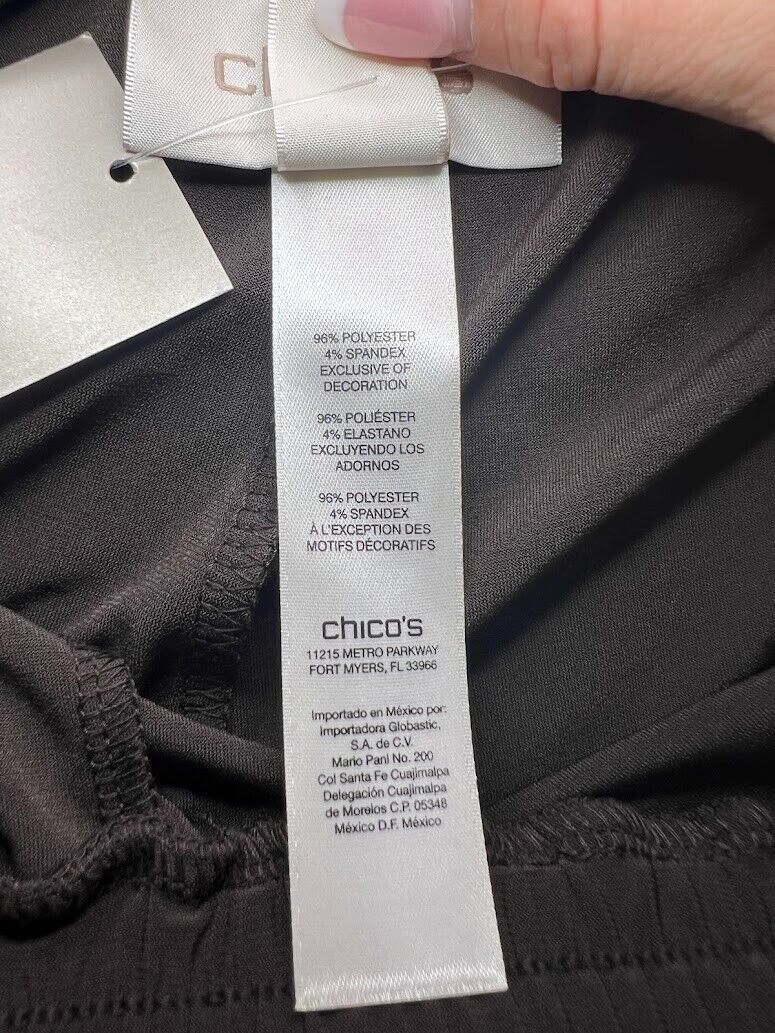 96% POLYESTER
4% SPANDEX
EXCLUSIVE OF
DECORATION
96% POLIÉSTER
4% ELASTANO
EXCLUYENDO LOS
ADORNOS
96% POLYESTER
4% SPANDEX
À L'EXCEPTION DES
MOTIFS DÉCORATIFS
chico's
11215 METRO PARKWAY
FORT MYERS, FL 33966
Importado en México por:
Importadora Globastic,
S.A. de C.V.
Mario Pani No. 200
Col Santa Fe Cuajimalpa
Delegación Cuajimalpa
de Morelos C.P. 05348
México D.F. México